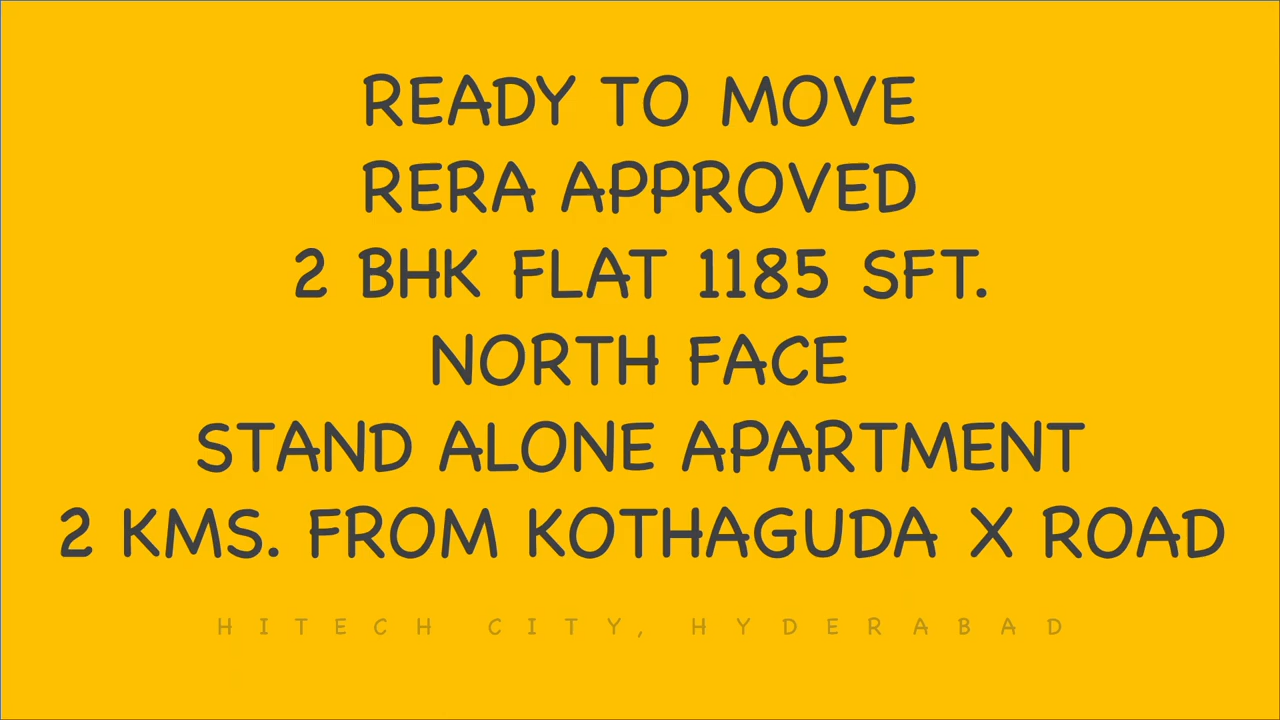 READY TO MOVE
RERA APPROVED
2 BHK FLAT 1185 SFT.
NORTH FACE
STAND ALONE APARTMENT
2 KMS. FROM KOTHAGUDA X ROAD
HITECH CITY, HYDERABAD